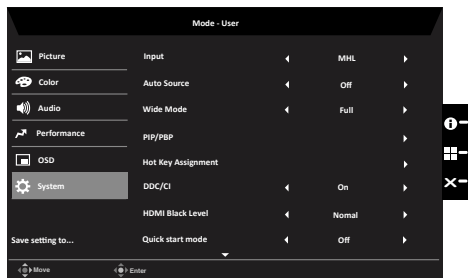 Mode - User
Picture
Color
Audio
Performance
OSD
System
Save setting to...
Input MHL
Auto Source Off
Wide Mode Full
PIP/PBP
Hot Key Assignment
DDC/CI On
HDMI Black Level Nomal
Quick start mode Off
Move Enter